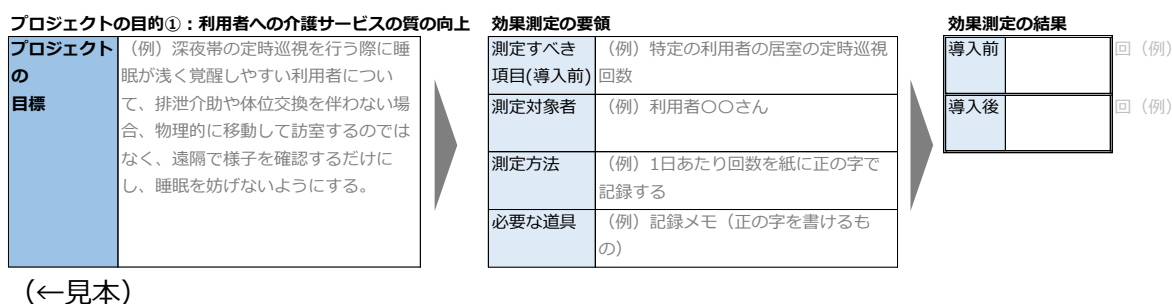 プロジェクトの目的①：利用者への介護サービスの質の向上
プロジェクト
の
目標
（例）深夜帯の定時巡視を行う際に睡
眠が浅く覚醒しやすい利用者につい
て、排泄介助や体位交換を伴わない場
合、物理的に移動して訪室するのでは
なく、遠隔で様子を確認するだけに
し、睡眠を妨げないようにする。
効果測定の要領
測定すべき
項目(導入前)
（例）特定の利用者の居室の定時巡視
回数
測定対象者
（例）利用者〇〇さん
測定方法
（例）1日あたり回数を紙に正の字で
記録する
必要な道具
（例）記録メモ（正の字を書けるも
の）
効果測定の結果
導入前
回（例）
導入後
回（例）
（←見本）